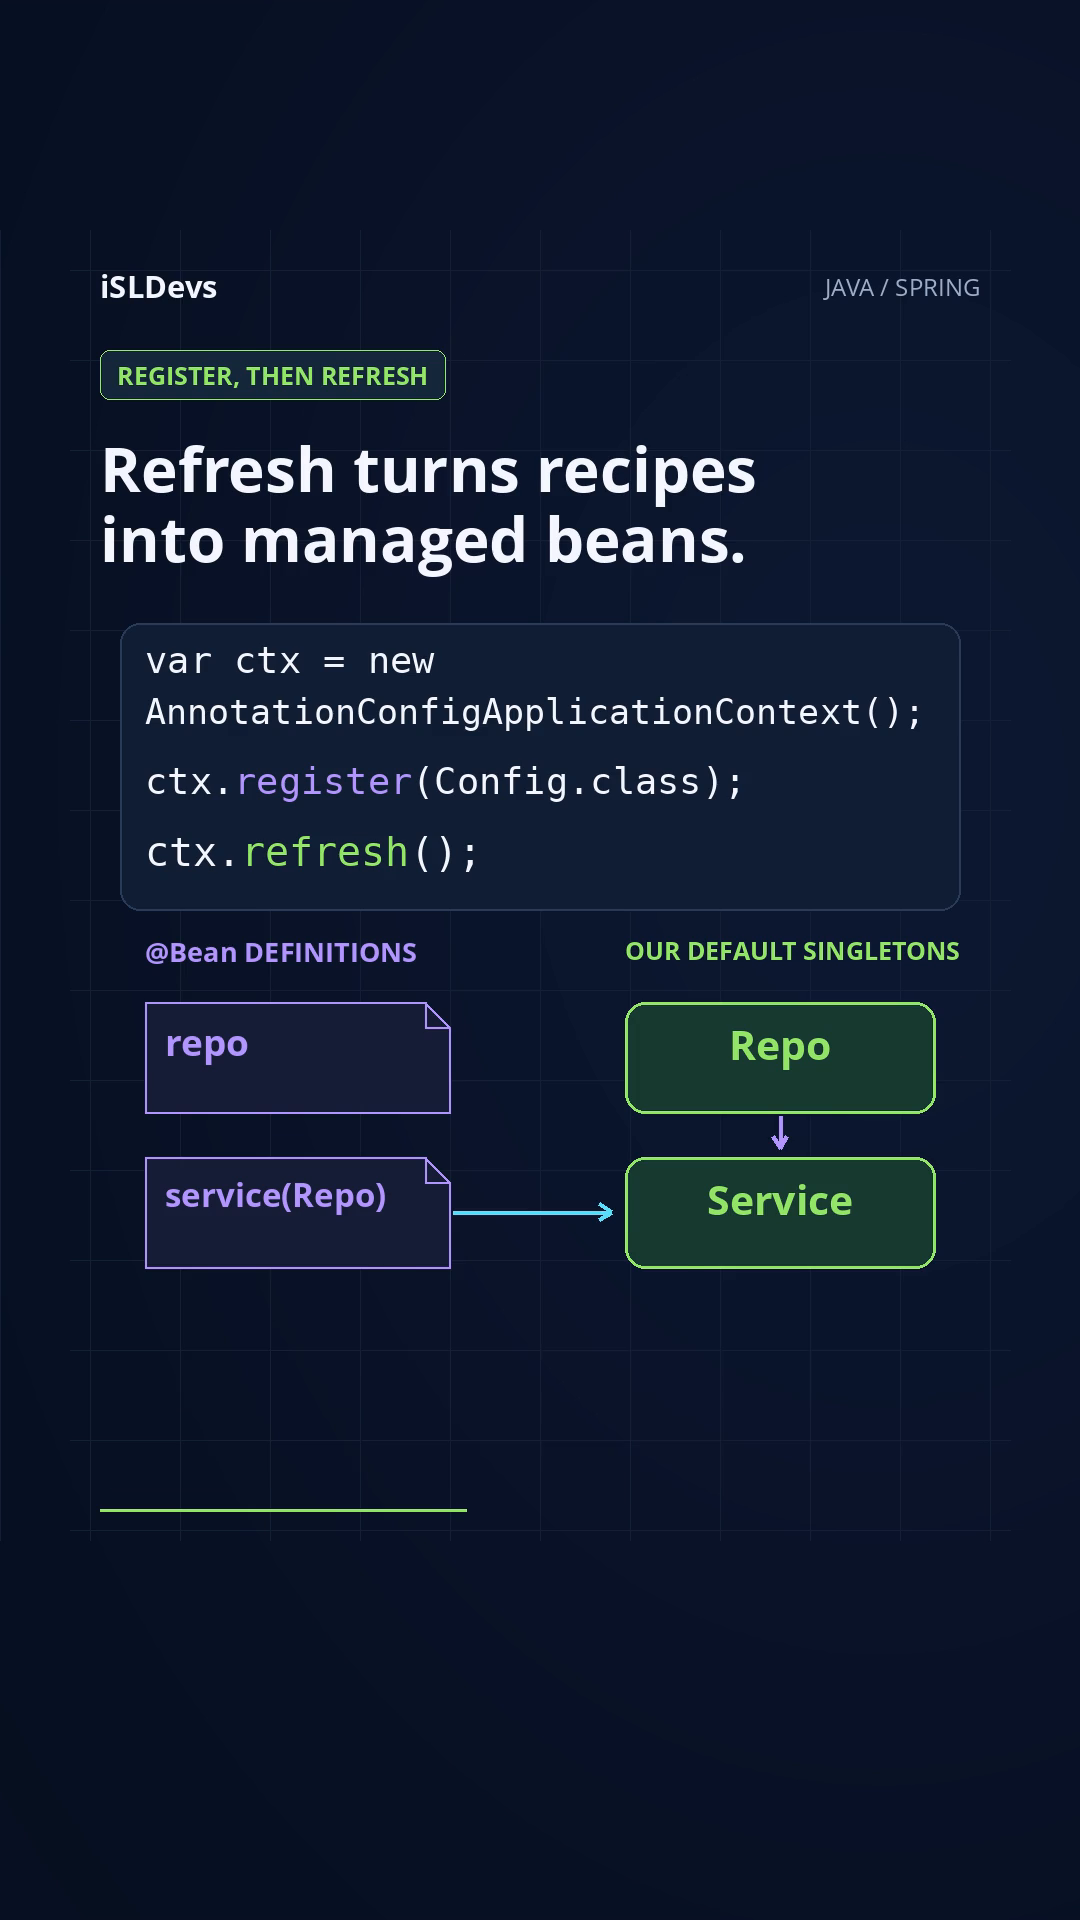 iSLDevs
JAVA / SPRING
REGISTER, THEN REFRESH
Refresh turns recipes
into managed beans.
var ctx = new
AnnotationConfigApplicationContext();
ctx.register(Config.class);
ctx.refresh();
@Bean DEFINITIONS
OUR DEFAULT SINGLETONS
repo
Repo
service(Repo)
Service